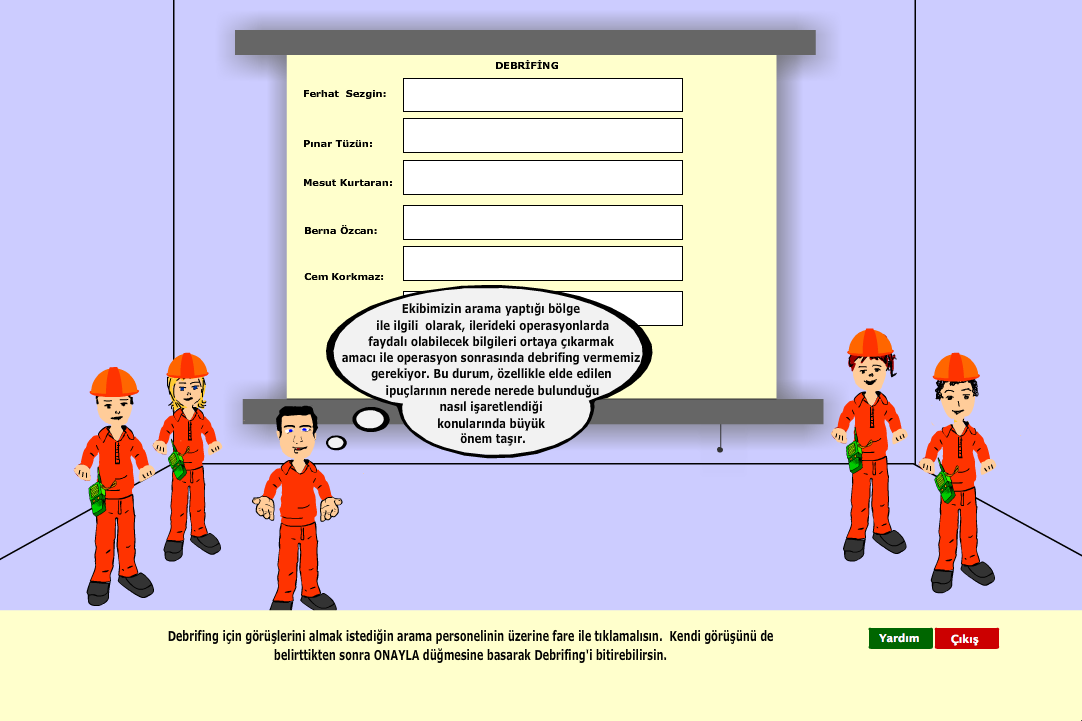 DEBRİFİNG
Ferhat Sezgin:
Pınar Tüzün:
Mesut Kurtaran:
Berna Özcan:
Cem Korkmaz:
Ekibimizin arama yaptığı bölge
ile ilgili olarak, ilerideki operasyonlarda
faydalı olabilecek bilgileri ortaya çıkarmak
amacı ile operasyon sonrasında debrifing vermemiz
gerekiyor. Bu durum, özellikle elde edilen
ipuçlarının nerede nerede bulunduğu
nasıl işaretlendiği
konularında büyük
önem taşır.
Debrifing için görüşlerini almak istediğin arama personelinin üzerine fare ile tıklamalısın. Kendi görüşünü de
belirttikten sonra ONAYLA düğmesine basarak Debrifing'i bitirebilirsin.
Yardım
Çıkış